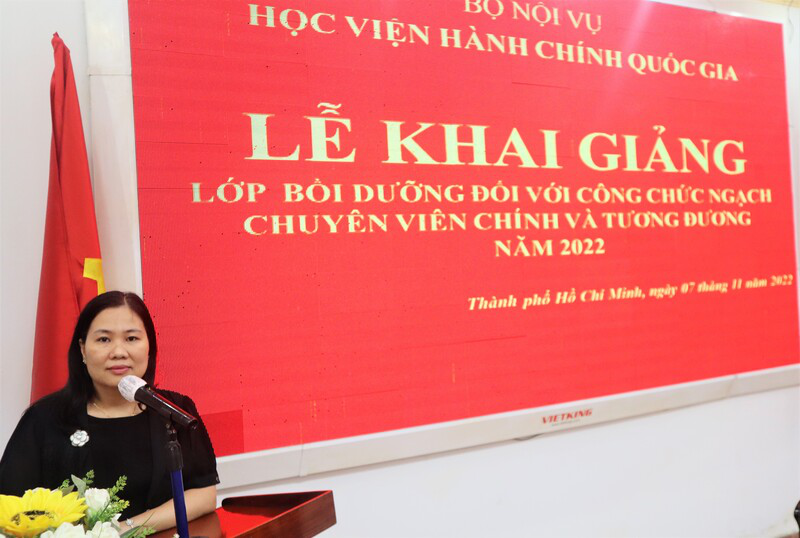 BỘ NỘI VỤ
HỌC VIỆN HÀNH CHÍNH QUỐC GIA
LỄ KHAI GIẢNG
LỚP BỒI DƯỠNG ĐỐI VỚI CÔNG CHỨC NGẠCH
CHUYÊN VIÊN CHÍNH VÀ TƯƠNG ĐƯƠNG
NĂM 2022
Thành phố Hồ Chí Minh, ngày 07 tháng 11 năm 2022
VIETKING